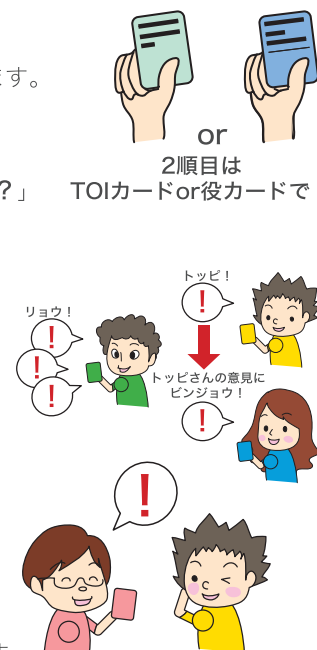 ます。
or
2順目は
？」
TOIカードor役カードで
トッピ！
！
リョウ！
！
！
！
トッピさんの意見に
ビンジョウ！
！
！